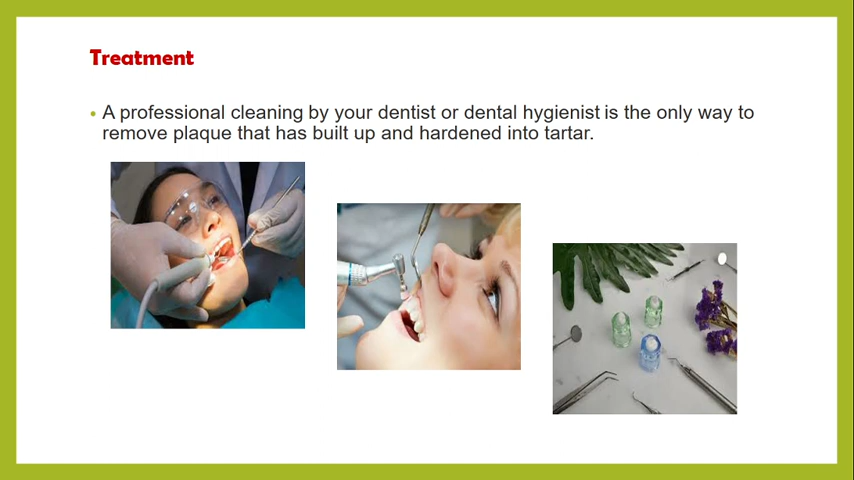 Treatment
• A professional cleaning by your dentist or dental hygienist is the only way to
remove plaque that has built up and hardened into tartar.